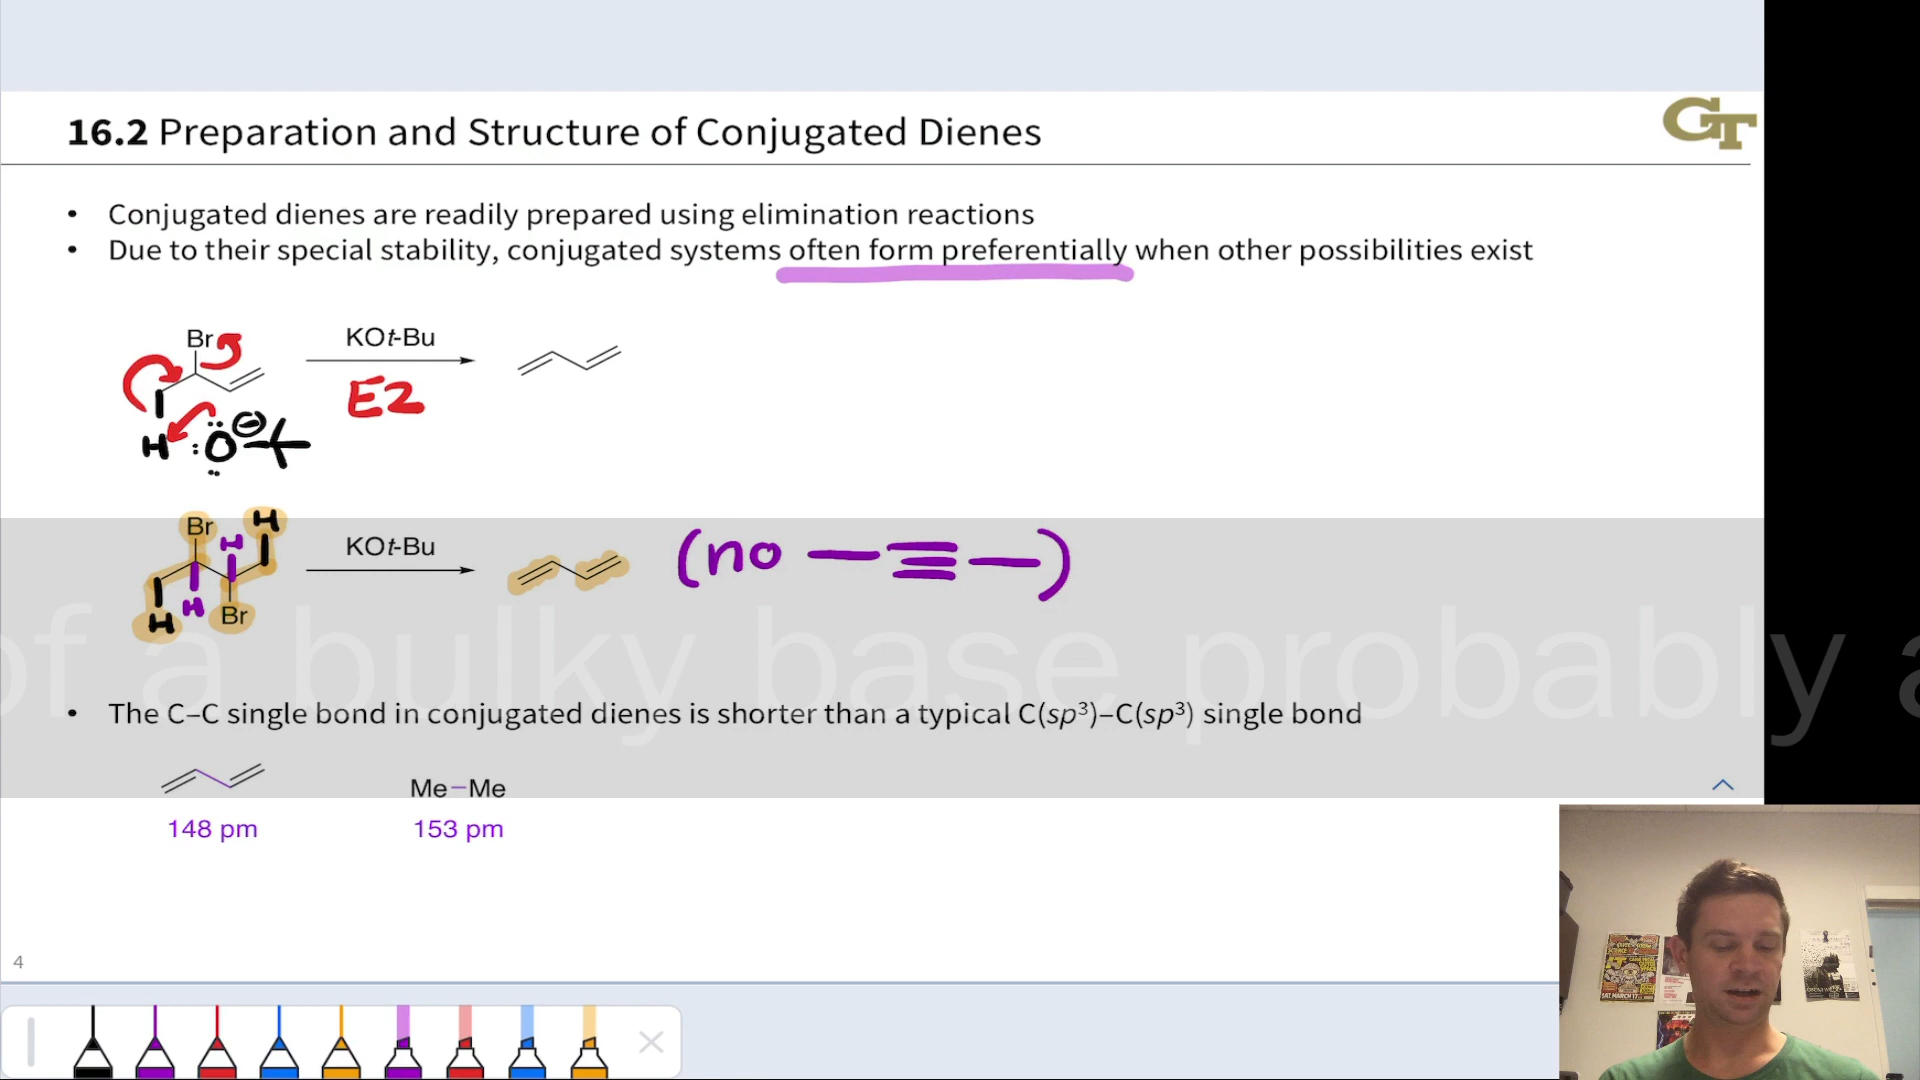 16.2 Preparation and Structure of Conjugated Dienes
GT
• Conjugated dienes are readily prepared using elimination reactions
• Due to their special stability, conjugated systems often form preferentially when other possibilities exist
Br
KOt-Bu
E2
H :O ⊖
Br H
H
KOt-Bu
(no —≡—)
H
H Br
of a bulky base probably a
• The C–C single bond in conjugated dienes is shorter than a typical C(sp³)–C(sp³) single bond
Me–Me
148 pm
153 pm
4
SAT. MARCH 17